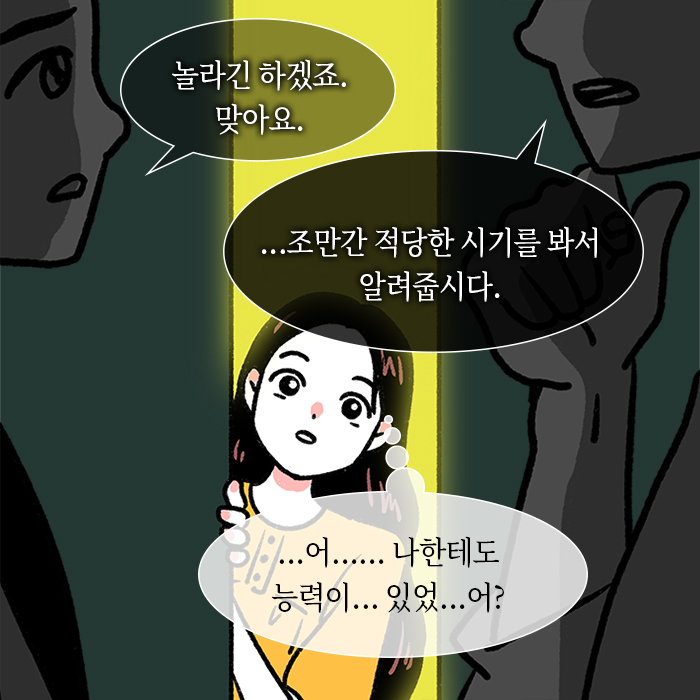 놀라긴 하겠죠.
맞아요.
...조만간 적당한 시기를 봐서
알려줍시다.
...어...... 나한테도
능력이... 있었...어?